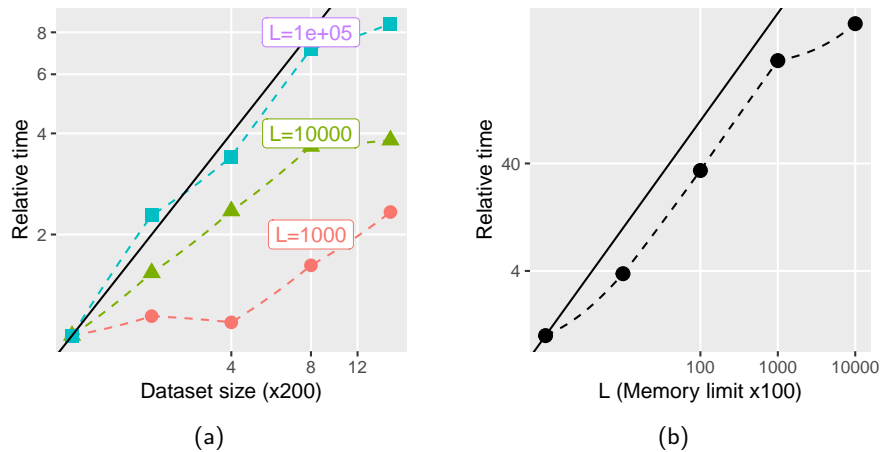 8
6
4
2
Relative time
L=1e+05
L=10000
L=1000
4 8 12
Dataset size (x200)
(a)
40
4
Relative time
100 1000 10000
L (Memory limit x100)
(b)